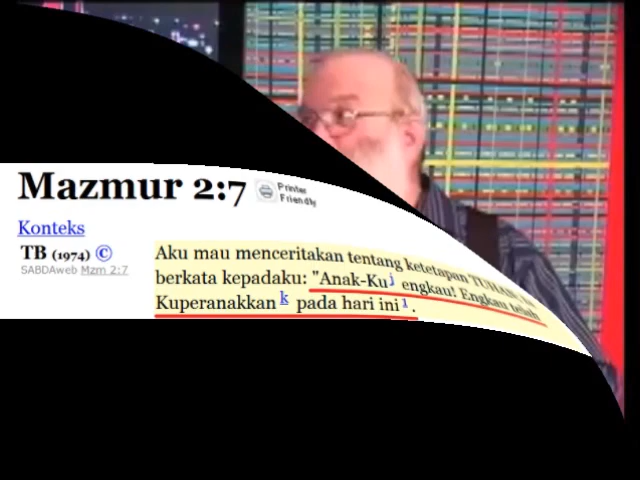 Mazmur 2:7
Printer
Friendly
Konteks
TB (1974) ©
SABDAweb Mzm 2:7
Aku mau menceritakan tentang ketetapan TUHAN;
berkata kepadaku: "Anak-Ku j engkau! Engkau telah
Kuperanakkan k pada hari ini 1 .